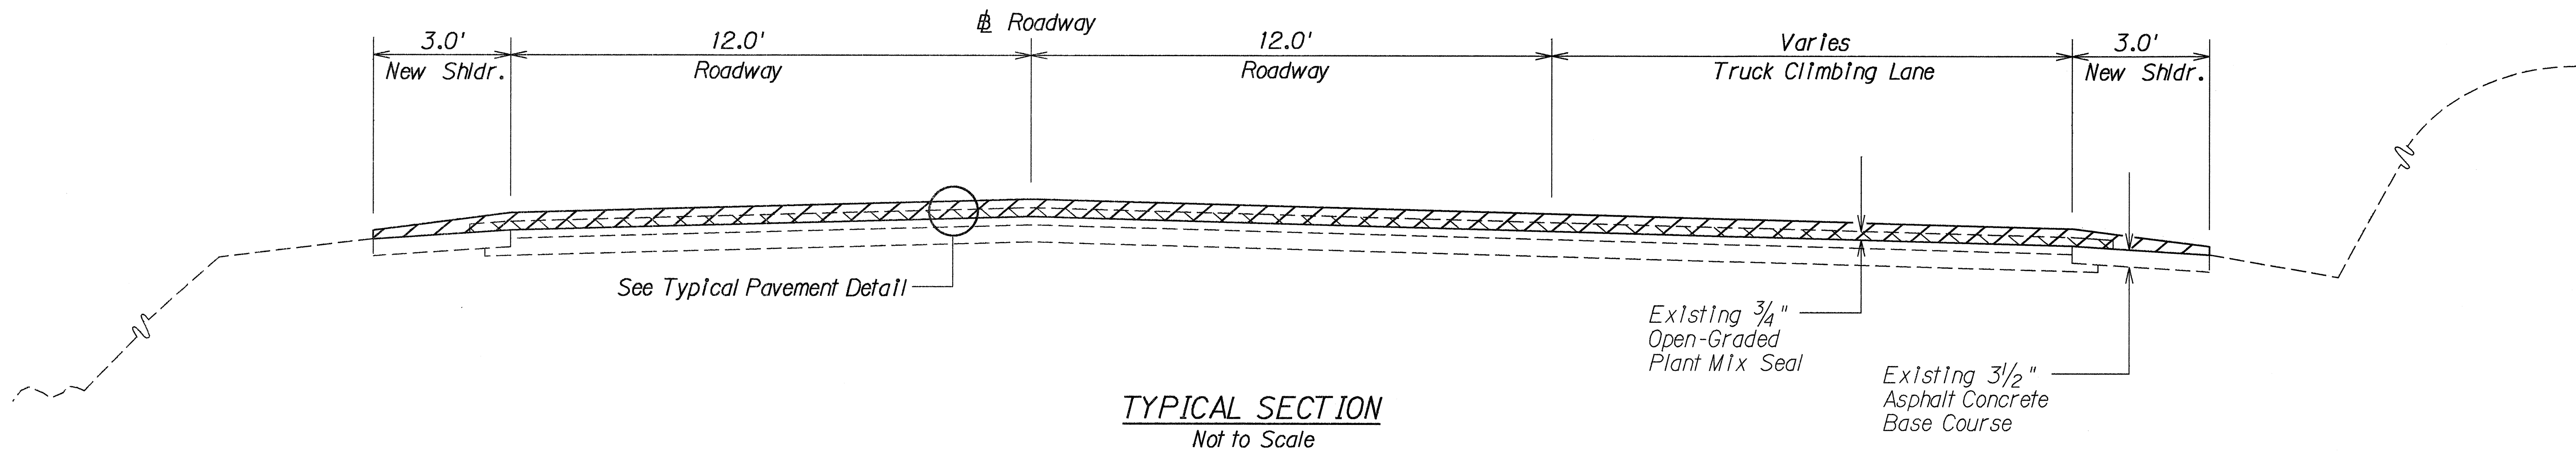 ℄ Roadway
3.0'
12.0'
12.0'
Varies
3.0'
New Shldr.
Roadway
Roadway
Truck Climbing Lane
New Shldr.
See Typical Pavement Detail
Existing 3/4"
Open-Graded
Plant Mix Seal
Existing 3 1/2"
Asphalt Concrete
Base Course
TYPICAL SECTION
Not to Scale